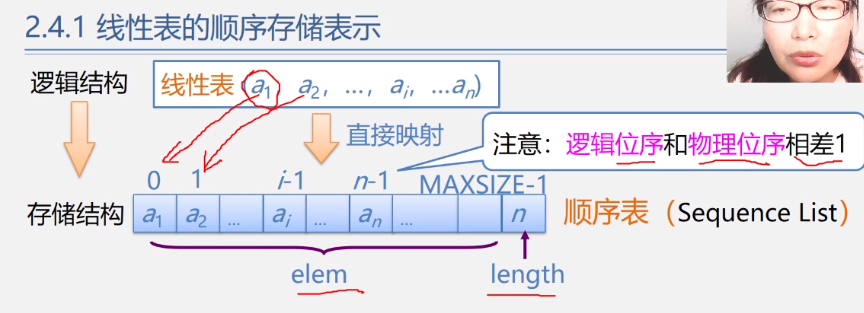 2.4.1 线性表的顺序存储表示
逻辑结构
线性表 (a1 a2, …, ai, …an)
直接映射
注意：逻辑位序和物理位序相差1
0 1 i-1 n-1 MAXSIZE-1
存储结构 a1 a2 … ai … an … n 顺序表（Sequence List）
elem length